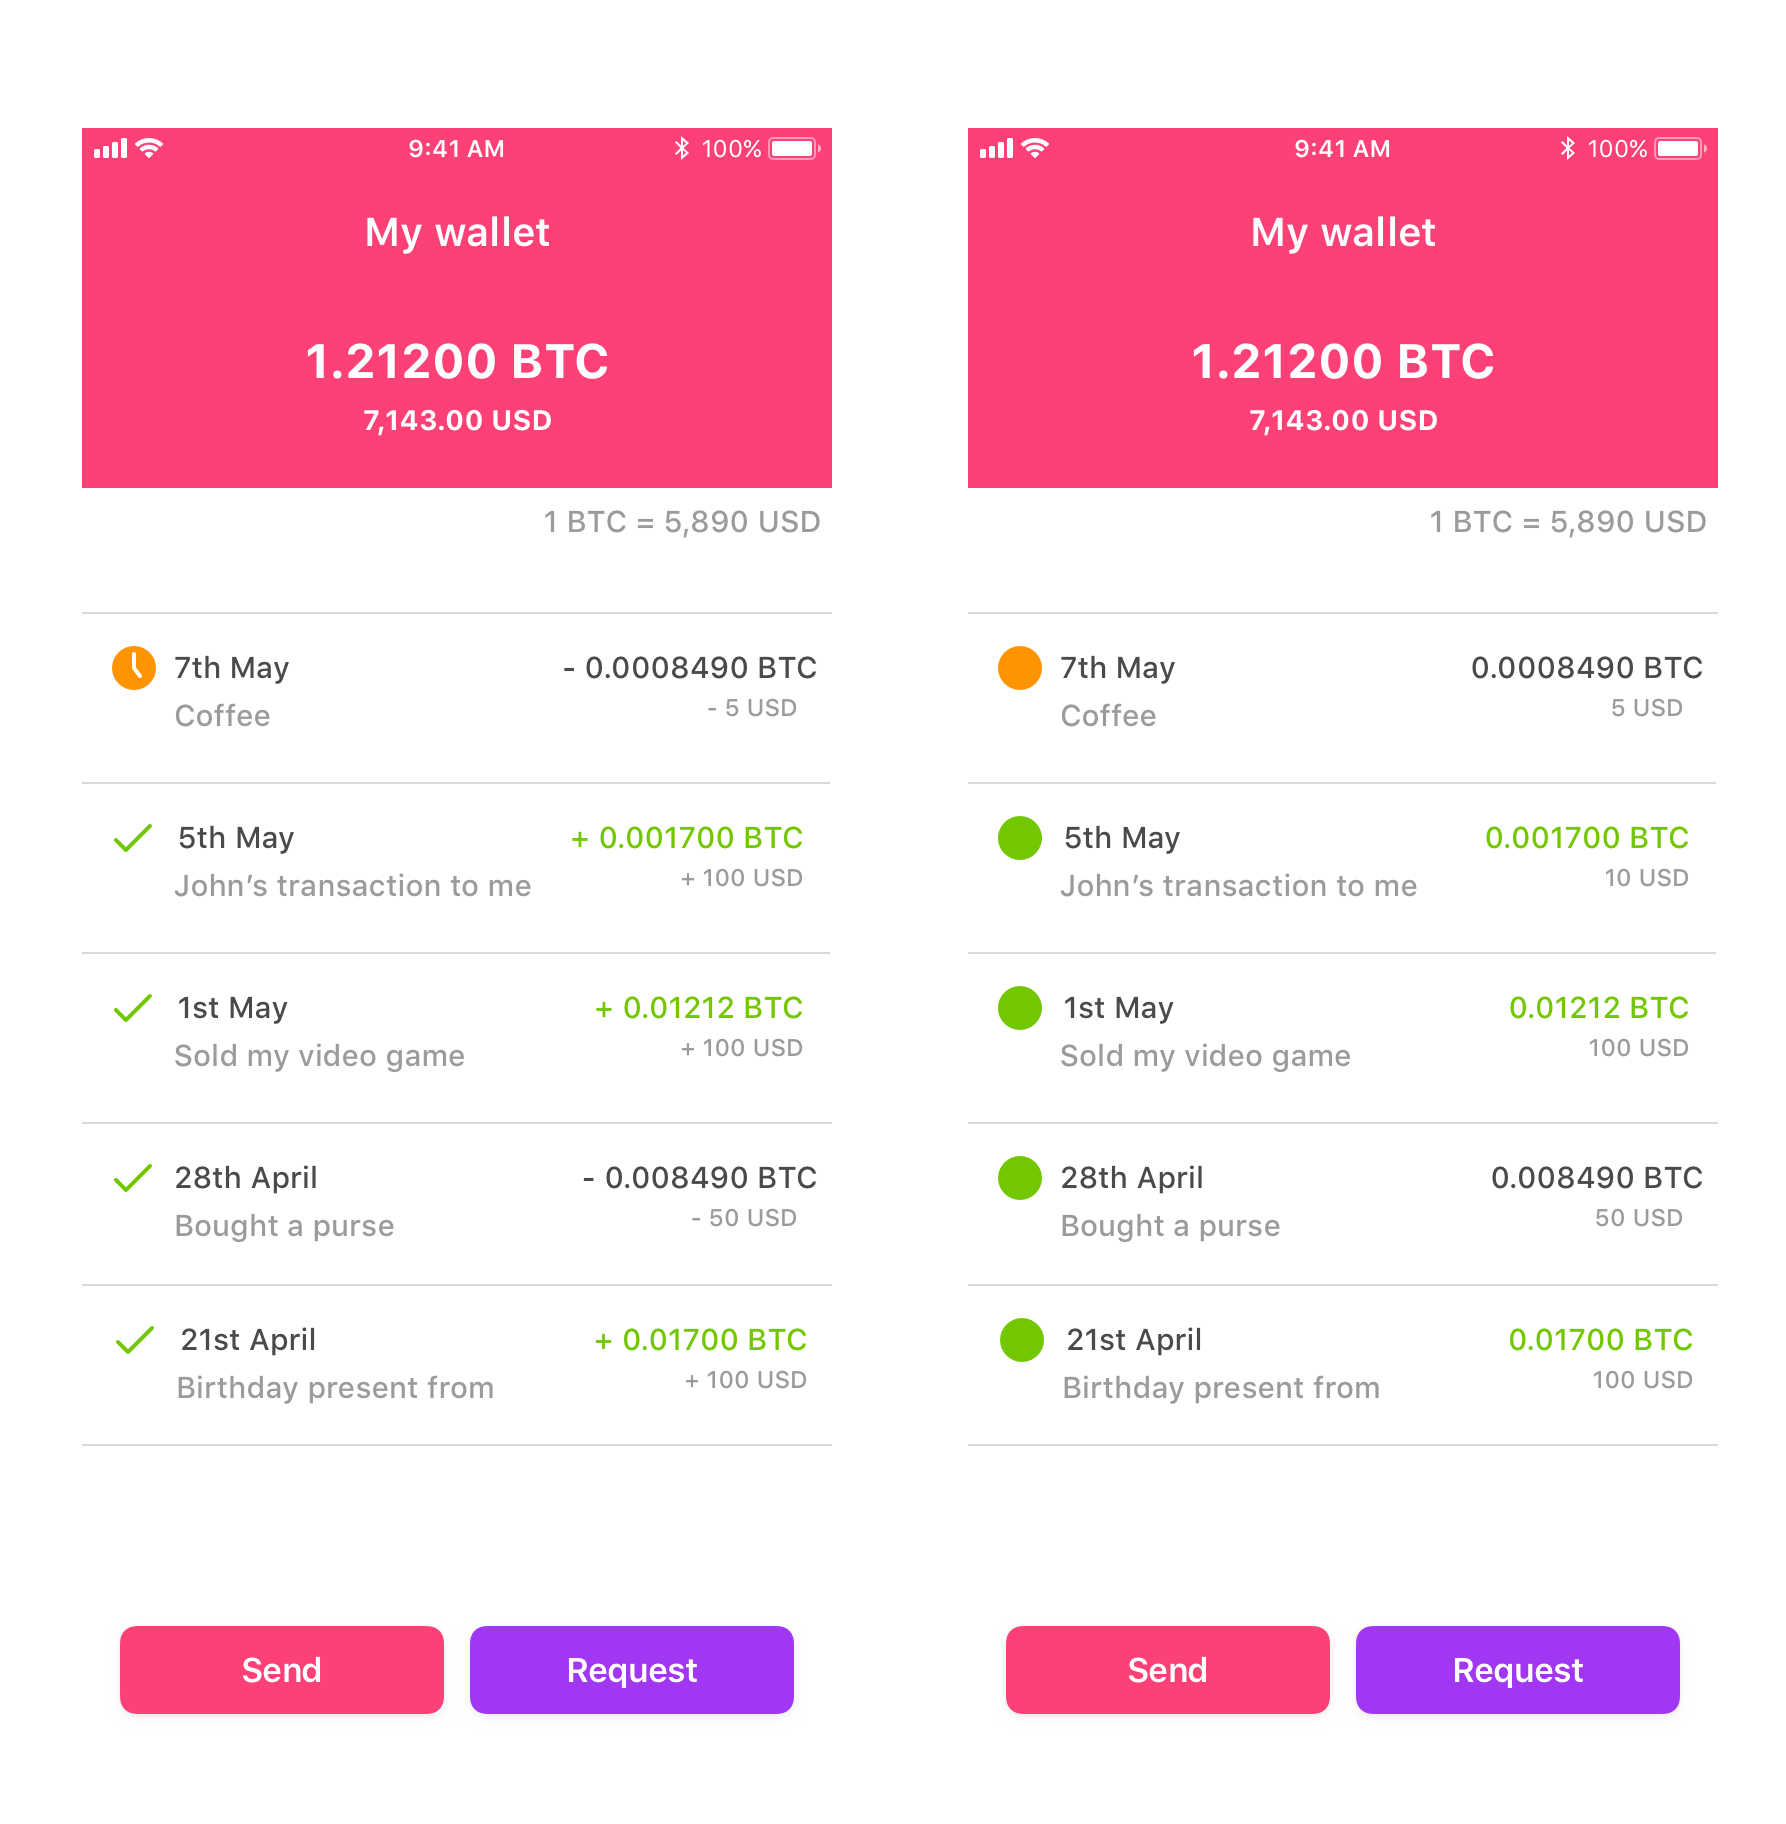 9:41 AM
100%
My wallet
1.21200 BTC
7,143.00 USD
1 BTC = 5,890 USD
7th May
- 0.0008490 BTC
Coffee
- 5 USD
5th May
+ 0.001700 BTC
John’s transaction to me
+ 100 USD
1st May
+ 0.01212 BTC
Sold my video game
+ 100 USD
28th April
- 0.008490 BTC
Bought a purse
- 50 USD
21st April
+ 0.01700 BTC
Birthday present from
+ 100 USD
Send
Request
9:41 AM
100%
My wallet
1.21200 BTC
7,143.00 USD
1 BTC = 5,890 USD
7th May
0.0008490 BTC
Coffee
5 USD
5th May
0.001700 BTC
John’s transaction to me
10 USD
1st May
0.01212 BTC
Sold my video game
100 USD
28th April
0.008490 BTC
Bought a purse
50 USD
21st April
0.01700 BTC
Birthday present from
100 USD
Send
Request